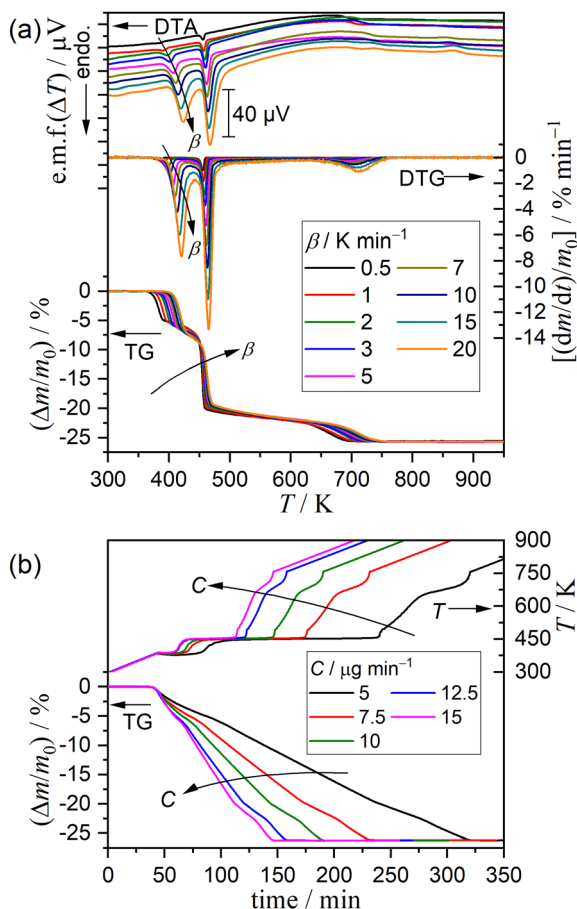 (a)
DTA
e.m.f.(ΔT) / μV
endo.
40 μV
β
0
-2
-4
-6
-8
-10
-12
-14
[(dm/dt)/m₀] / % min⁻¹
DTG
β
β / K min⁻¹
0.5 7
1 10
2 15
3 20
5
0
-5
-10
-15
-20
-25
(Δm/m₀) / %
TG
β
300 400 500 600 700 800 900
T / K
(b)
900
750
600
450
300
T / K
C
T
C / μg min⁻¹
5 12.5
7.5 15
10
0
-5
-10
-15
-20
-25
(Δm/m₀) / %
TG
C
0 50 100 150 200 250 300 350
time / min